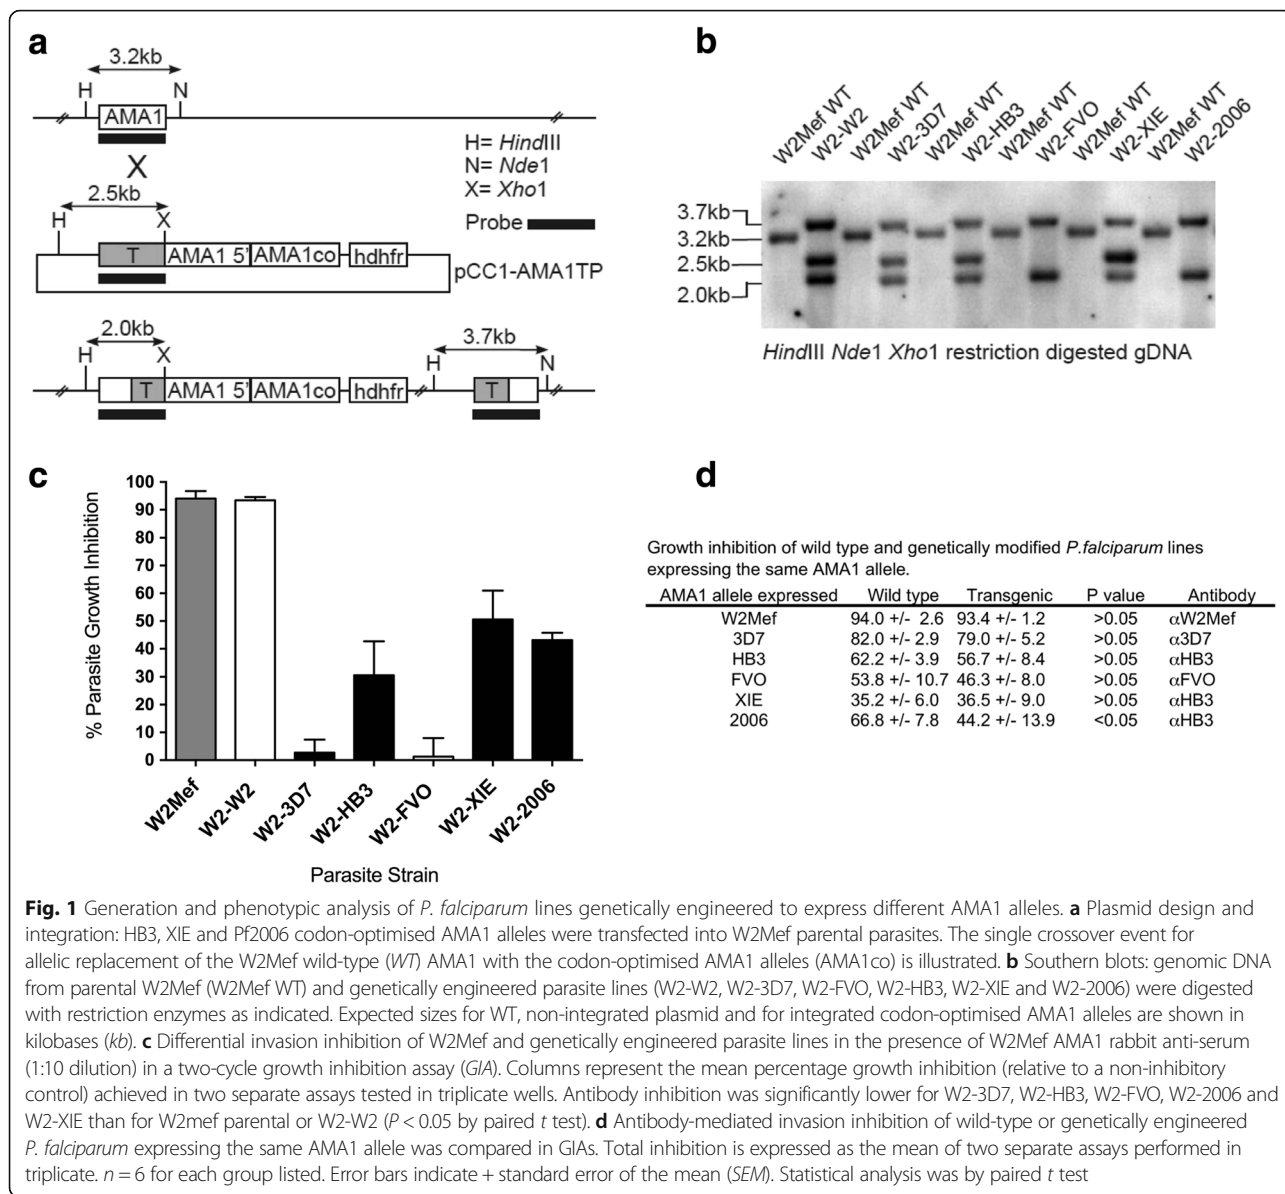 a
3.2kb
H N
AMA1
X
H= HindIII
N= Nde1
X= Xho1
Probe
2.5kb
H X
T AMA1 5' AMA1co hdhfr
pCC1-AMA1TP
2.0kb 3.7kb
H X H N
T AMA1 5' AMA1co hdhfr T
b
W2Mef WT W2-W2 W2Mef WT W2-3D7 W2Mef WT W2-HB3 W2Mef WT W2-FVO W2Mef WT W2-XIE W2Mef WT W2-2006
3.7kb
3.2kb
2.5kb
2.0kb
HindIII Nde1 Xho1 restriction digested gDNA
c
% Parasite Growth Inhibition
100
90
80
70
60
50
40
30
20
10
0
W2Mef W2-W2 W2-3D7 W2-HB3 W2-FVO W2-XIE W2-2006
Parasite Strain
d
Growth inhibition of wild type and genetically modified P.falciparum lines
expressing the same AMA1 allele.
AMA1 allele expressed Wild type Transgenic P value Antibody
W2Mef 94.0 +/- 2.6 93.4 +/- 1.2 >0.05 αW2Mef
3D7 82.0 +/- 2.9 79.0 +/- 5.2 >0.05 α3D7
HB3 62.2 +/- 3.9 56.7 +/- 8.4 >0.05 αHB3
FVO 53.8 +/- 10.7 46.3 +/- 8.0 >0.05 αFVO
XIE 35.2 +/- 6.0 36.5 +/- 9.0 >0.05 αHB3
2006 66.8 +/- 7.8 44.2 +/- 13.9 <0.05 αHB3
Fig. 1 Generation and phenotypic analysis of P. falciparum lines genetically engineered to express different AMA1 alleles. a Plasmid design and
integration: HB3, XIE and Pf2006 codon-optimised AMA1 alleles were transfected into W2Mef parental parasites. The single crossover event for
allelic replacement of the W2Mef wild-type (WT) AMA1 with the codon-optimised AMA1 alleles (AMA1co) is illustrated. b Southern blots: genomic DNA
from parental W2Mef (W2Mef WT) and genetically engineered parasite lines (W2-W2, W2-3D7, W2-FVO, W2-HB3, W2-XIE and W2-2006) were digested
with restriction enzymes as indicated. Expected sizes for WT, non-integrated plasmid and for integrated codon-optimised AMA1 alleles are shown in
kilobases (kb). c Differential invasion inhibition of W2Mef and genetically engineered parasite lines in the presence of W2Mef AMA1 rabbit anti-serum
(1:10 dilution) in a two-cycle growth inhibition assay (GIA). Columns represent the mean percentage growth inhibition (relative to a non-inhibitory
control) achieved in two separate assays tested in triplicate wells. Antibody inhibition was significantly lower for W2-3D7, W2-HB3, W2-FVO, W2-2006 and
W2-XIE than for W2mef parental or W2-W2 (P < 0.05 by paired t test). d Antibody-mediated invasion inhibition of wild-type or genetically engineered
P. falciparum expressing the same AMA1 allele was compared in GIAs. Total inhibition is expressed as the mean of two separate assays performed in
triplicate. n = 6 for each group listed. Error bars indicate + standard error of the mean (SEM). Statistical analysis was by paired t test